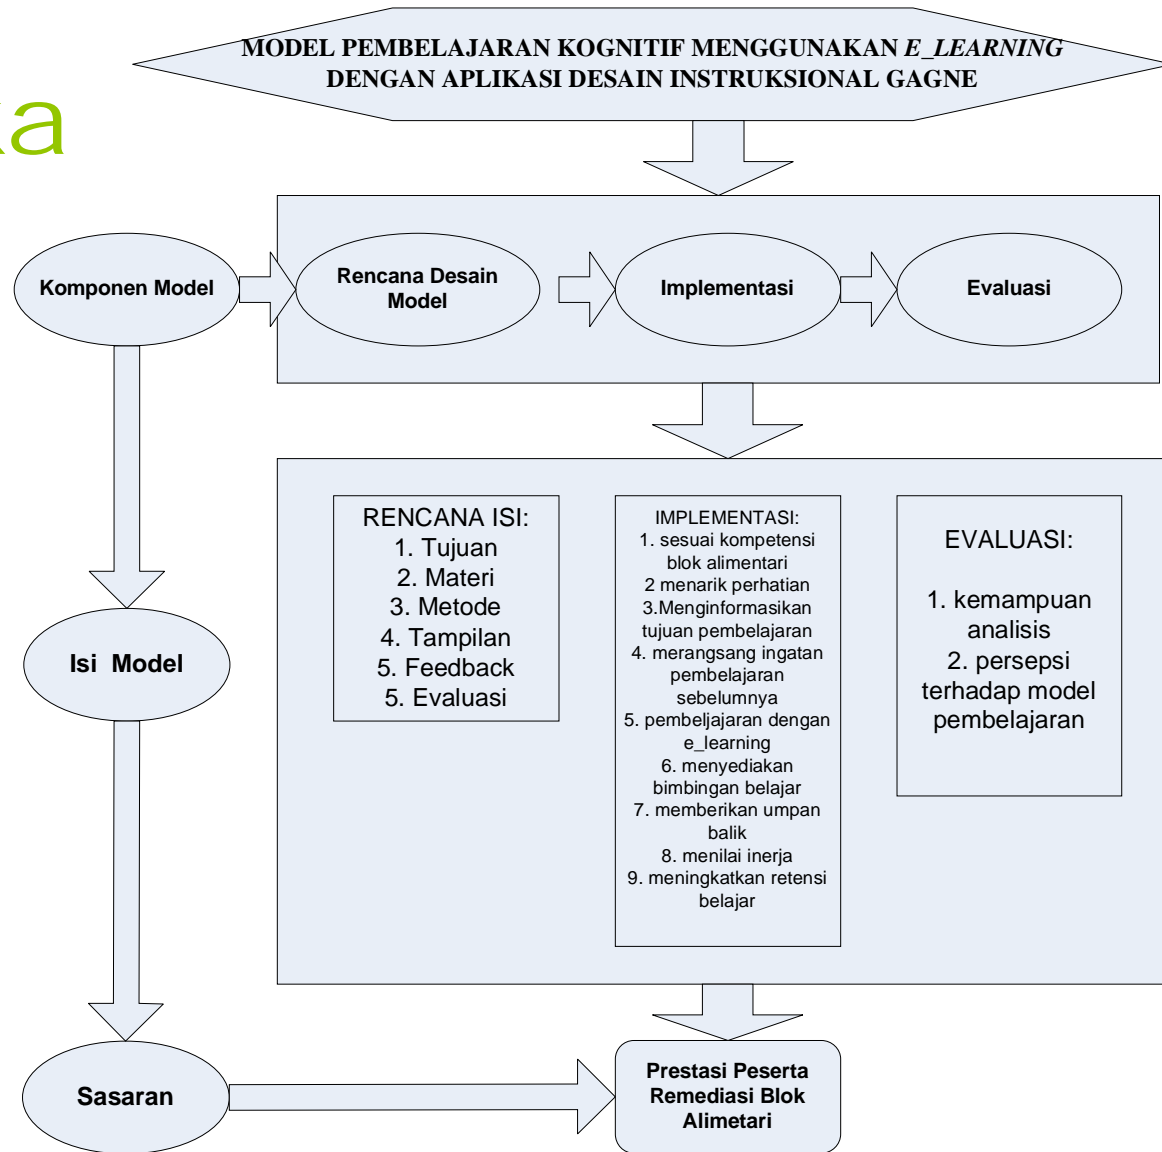 MODEL PEMBELAJARAN KOGNITIF MENGGUNAKAN E_LEARNING
DENGAN APLIKASI DESAIN INSTRUKSIONAL GAGNE
ka
Komponen Model
Rencana Desain
Model
Implementasi
Evaluasi
Isi Model
RENCANA ISI:
1. Tujuan
2. Materi
3. Metode
4. Tampilan
5. Feedback
5. Evaluasi
IMPLEMENTASI:
1. sesuai kompetensi
blok alimentari
2 menarik perhatian
3.Menginformasikan
tujuan pembelajaran
4. merangsang ingatan
pembelajaran
sebelumnya
5. pembeljajaran dengan
e_learning
6. menyediakan
bimbingan belajar
7. memberikan umpan
balik
8. menilai inerja
9. meningkatkan retensi
belajar
EVALUASI:
1. kemampuan
analisis
2. persepsi
terhadap model
pembelajaran
Sasaran
Prestasi Peserta
Remediasi Blok
Alimetari